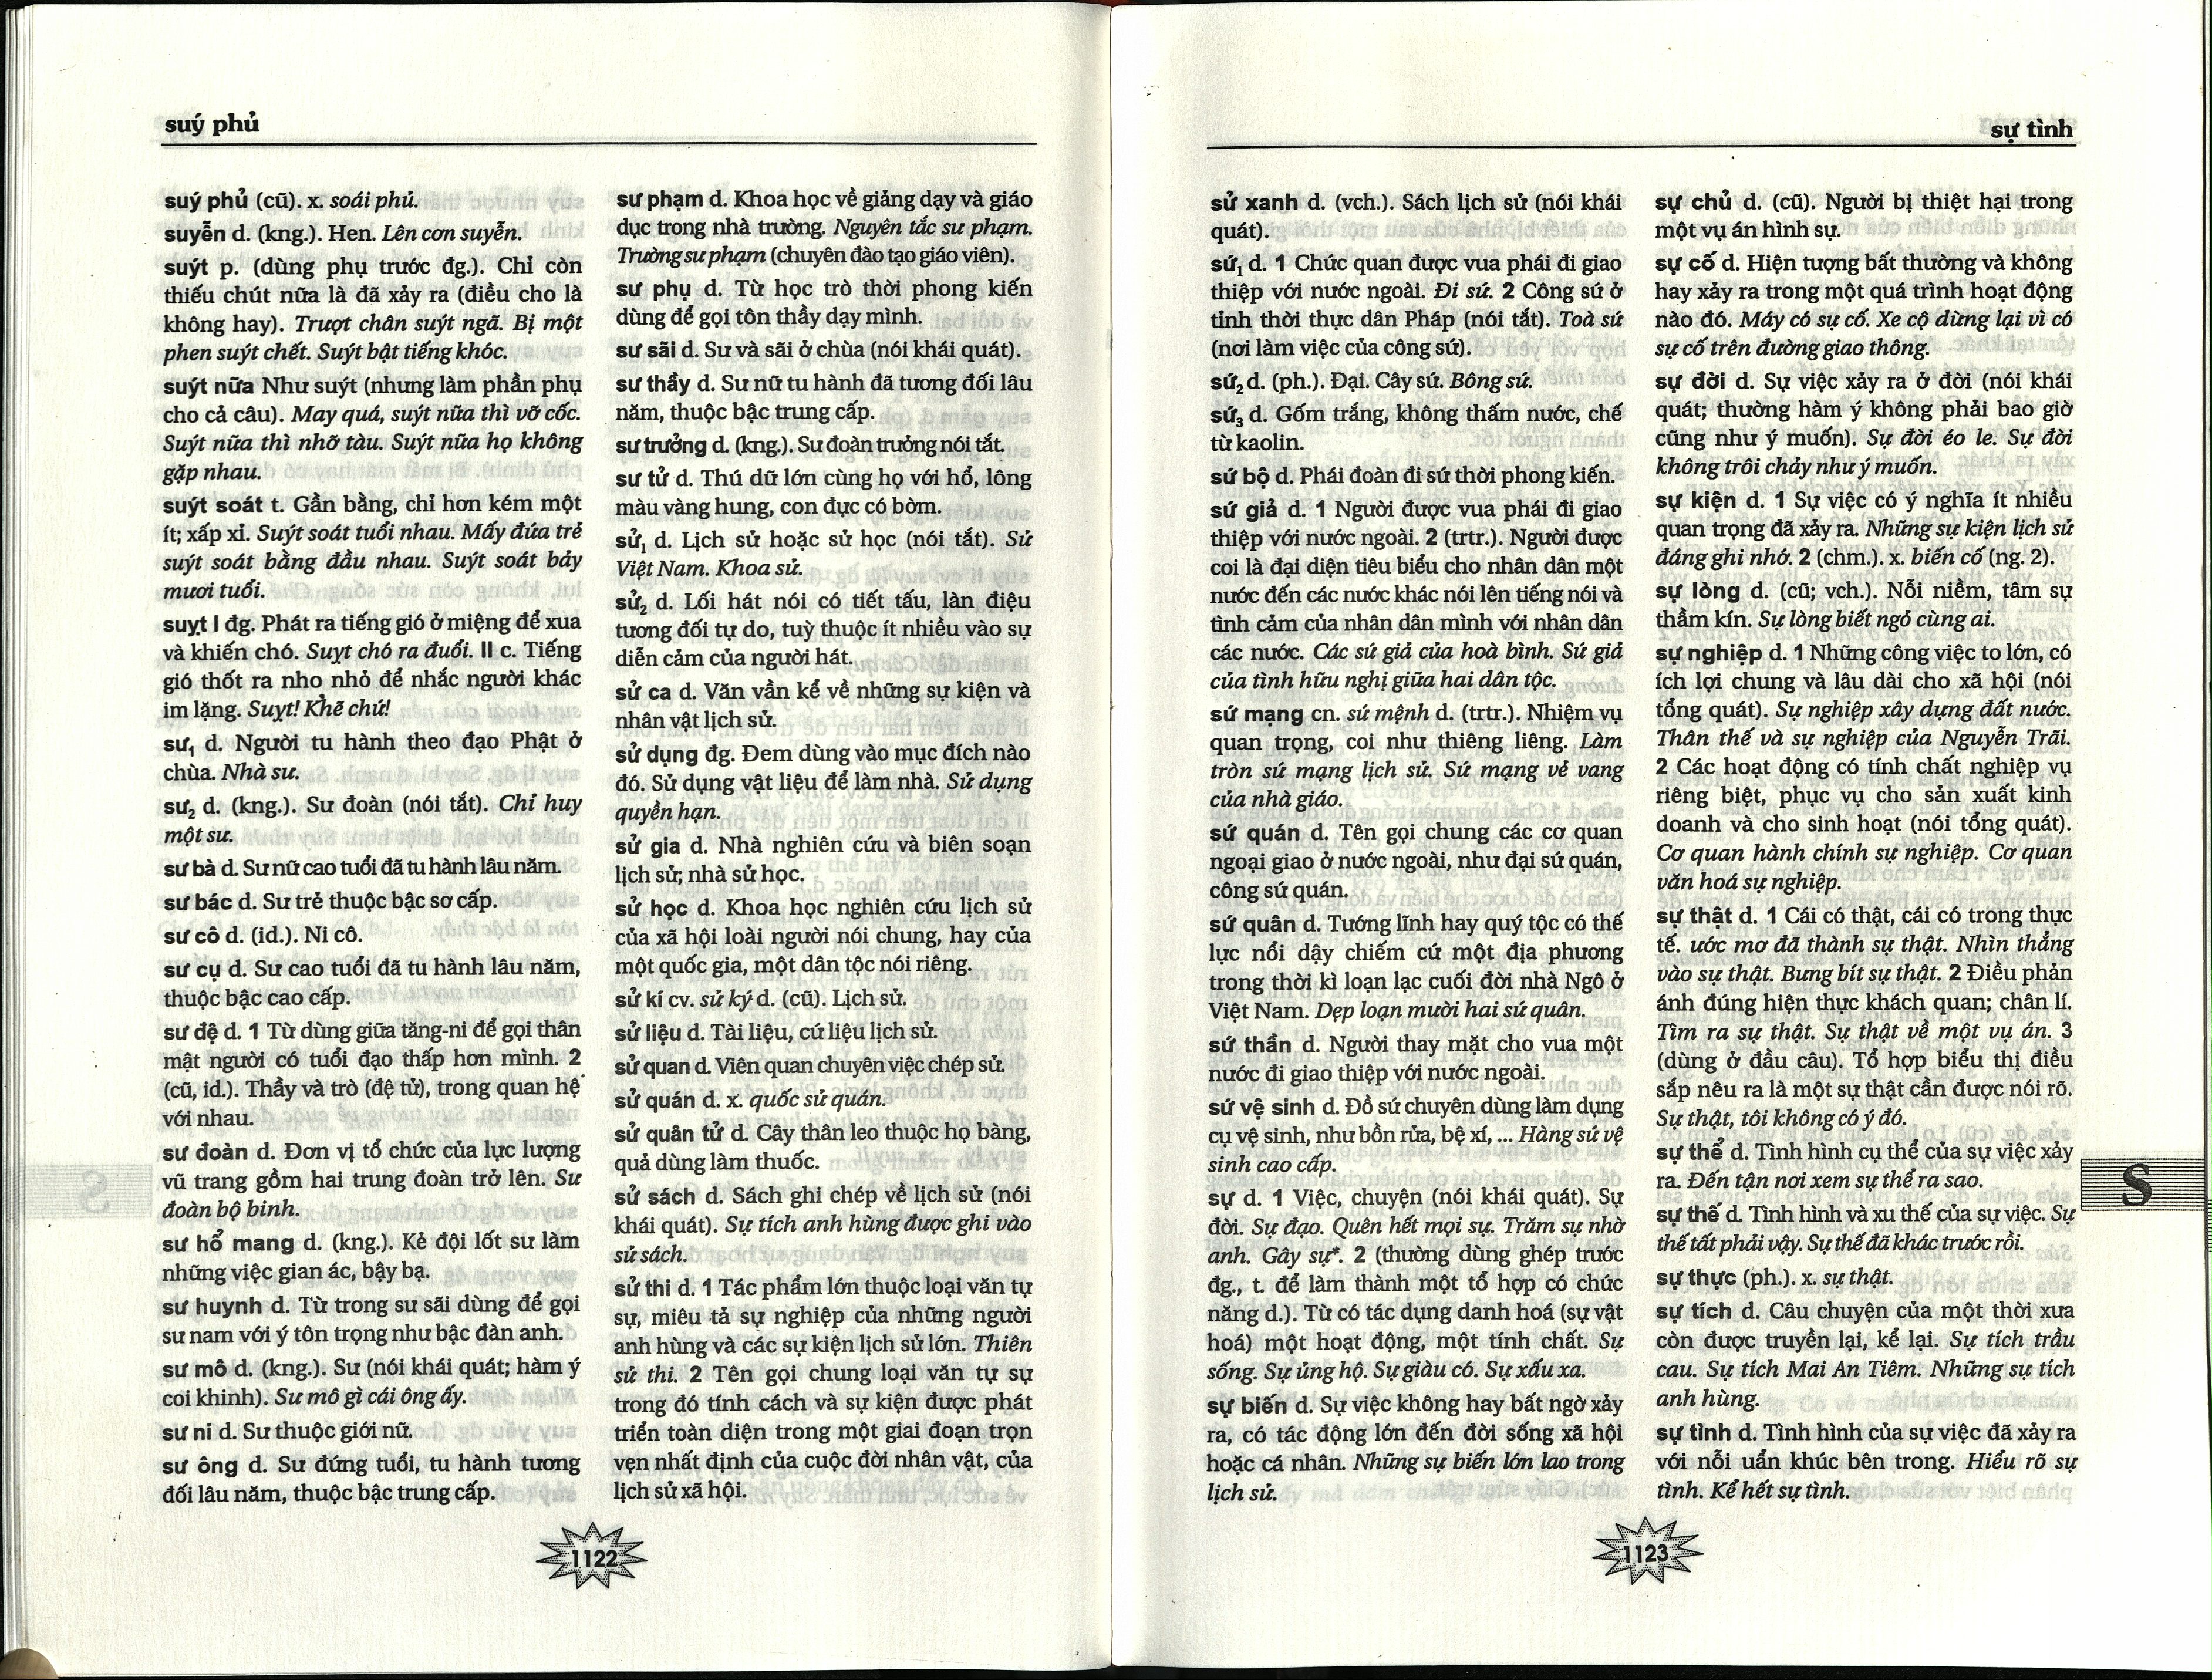 suý phủ
suý phủ (cũ). x. soái phủ.
suyễn d. (kng.). Hen. Lên cơn suyễn.
suýt p. (dùng phụ trước đg.). Chỉ còn
thiếu chút nữa là đã xảy ra (điều cho là
không hay). Trượt chân suýt ngã. Bị một
phen suýt chết. Suýt bật tiếng khóc.
suýt nữa Như suýt (nhưng làm phần phụ
cho cả câu). May quá, suýt nữa thì vỡ cốc.
Suýt nữa thì nhỡ tàu. Suýt nữa họ không
gặp nhau.
suýt soát t. Gần bằng, chỉ hơn kém một
ít; xấp xỉ. Suýt soát tuổi nhau. Mấy đứa trẻ
suýt soát bằng đầu nhau. Suýt soát bảy
mươi tuổi.
suỵt I đg. Phát ra tiếng gió ở miệng để xua
và khiến chó. Suỵt chó ra đuổi. II c. Tiếng
gió thốt ra nho nhỏ để nhắc người khác
im lặng. Suỵt! Khẽ chứ!
sư₁ d. Người tu hành theo đạo Phật ở
chùa. Nhà sư.
sư₂ d. (kng.). Sư đoàn (nói tắt). Chỉ huy
một sư.
sư bà d. Sư nữ cao tuổi đã tu hành lâu năm.
sư bác d. Sư trẻ thuộc bậc sơ cấp.
sư cô d. (id.). Ni cô.
sư cụ d. Sư cao tuổi đã tu hành lâu năm,
thuộc bậc cao cấp.
sư đệ d. 1 Từ dùng giữa tăng-ni để gọi thân
mật người có tuổi đạo thấp hơn mình. 2
(cũ, id.). Thầy và trò (đệ tử), trong quan hệ
với nhau.
sư đoàn d. Đơn vị tổ chức của lực lượng
vũ trang gồm hai trung đoàn trở lên. Sư
đoàn bộ binh.
sư hổ mang d. (kng.). Kẻ đội lốt sư làm
những việc gian ác, bậy bạ.
sư huynh d. Từ trong sư sãi dùng để gọi
sư nam với ý tôn trọng như bậc đàn anh.
sư mô d. (kng.). Sư (nói khái quát; hàm ý
coi khinh). Sư mô gì cái ông ấy.
sư ni d. Sư thuộc giới nữ.
sư ông d. Sư đứng tuổi, tu hành tương
đối lâu năm, thuộc bậc trung cấp.
sư phạm d. Khoa học về giảng dạy và giáo
dục trong nhà trường. Nguyên tắc sư phạm.
Trường sư phạm (chuyên đào tạo giáo viên).
sư phụ d. Từ học trò thời phong kiến
dùng để gọi tôn thầy dạy mình.
sư sãi d. Sư và sãi ở chùa (nói khái quát).
sư thầy d. Sư nữ tu hành đã tương đối lâu
năm, thuộc bậc trung cấp.
sư trưởng d. (kng.). Sư đoàn trưởng nói tắt.
sư tử d. Thú dữ lớn cùng họ với hổ, lông
màu vàng hung, con đực có bờm.
sử₁ d. Lịch sử hoặc sử học (nói tắt). Sử
Việt Nam. Khoa sử.
sử₂ d. Lối hát nói có tiết tấu, làn điệu
tương đối tự do, tuỳ thuộc ít nhiều vào sự
diễn cảm của người hát.
sử ca d. Văn vần kể về những sự kiện và
nhân vật lịch sử.
sử dụng đg. Đem dùng vào mục đích nào
đó. Sử dụng vật liệu để làm nhà. Sử dụng
quyền hạn.
sử gia d. Nhà nghiên cứu và biên soạn
lịch sử; nhà sử học.
sử học d. Khoa học nghiên cứu lịch sử
của xã hội loài người nói chung, hay của
một quốc gia, một dân tộc nói riêng.
sử kí cv. sử ký d. (cũ). Lịch sử.
sử liệu d. Tài liệu, cứ liệu lịch sử.
sử quan d. Viên quan chuyên việc chép sử.
sử quán d. x. quốc sử quán.
sử quân tử d. Cây thân leo thuộc họ bàng,
quả dùng làm thuốc.
sử sách d. Sách ghi chép về lịch sử (nói
khái quát). Sự tích anh hùng được ghi vào
sử sách.
sử thi d. 1 Tác phẩm lớn thuộc loại văn tự
sự, miêu tả sự nghiệp của những người
anh hùng và các sự kiện lịch sử lớn. Thiên
sử thi. 2 Tên gọi chung loại văn tự sự
trong đó tính cách và sự kiện được phát
triển toàn diện trong một giai đoạn trọn
vẹn nhất định của cuộc đời nhân vật, của
lịch sử xã hội.
1122
sự tình
sử xanh d. (vch.). Sách lịch sử (nói khái
quát).
sứ₁ d. 1 Chức quan được vua phái đi giao
thiệp với nước ngoài. Đi sứ. 2 Công sứ ở
tỉnh thời thực dân Pháp (nói tắt). Toà sứ
(nơi làm việc của công sứ).
sứ₂ d. (ph.). Đại. Cây sứ. Bông sứ.
sứ₃ d. Gốm trắng, không thấm nước, chế
từ kaolin.
sứ bộ d. Phái đoàn đi sứ thời phong kiến.
sứ giả d. 1 Người được vua phái đi giao
thiệp với nước ngoài. 2 (trtr.). Người được
coi là đại diện tiêu biểu cho nhân dân một
nước đến các nước khác nói lên tiếng nói và
tình cảm của nhân dân mình với nhân dân
các nước. Các sứ giả của hoà bình. Sứ giả
của tình hữu nghị giữa hai dân tộc.
sứ mạng cn. sứ mệnh d. (trtr.). Nhiệm vụ
quan trọng, coi như thiêng liêng. Làm
tròn sứ mạng lịch sử. Sứ mạng vẻ vang
của nhà giáo.
sứ quán d. Tên gọi chung các cơ quan
ngoại giao ở nước ngoài, như đại sứ quán,
công sứ quán.
sứ quân d. Tướng lĩnh hay quý tộc có thế
lực nổi dậy chiếm cứ một địa phương
trong thời kì loạn lạc cuối đời nhà Ngô ở
Việt Nam. Dẹp loạn mười hai sứ quân.
sứ thần d. Người thay mặt cho vua một
nước đi giao thiệp với nước ngoài.
sứ vệ sinh d. Đồ sứ chuyên dùng làm dụng
cụ vệ sinh, như bồn rửa, bệ xí, ... Hàng sứ vệ
sinh cao cấp.
sự d. 1 Việc, chuyện (nói khái quát). Sự
đời. Sự đạo. Quên hết mọi sự. Trăm sự nhờ
anh. Gây sự*. 2 (thường dùng ghép trước
đg., t. để làm thành một tổ hợp có chức
năng d.). Từ có tác dụng danh hoá (sự vật
hoá) một hoạt động, một tính chất. Sự
sống. Sự ủng hộ. Sự giàu có. Sự xấu xa.
sự biến d. Sự việc không hay bất ngờ xảy
ra, có tác động lớn đến đời sống xã hội
hoặc cá nhân. Những sự biến lớn lao trong
lịch sử.
sự chủ d. (cũ). Người bị thiệt hại trong
một vụ án hình sự.
sự cố d. Hiện tượng bất thường và không
hay xảy ra trong một quá trình hoạt động
nào đó. Máy có sự cố. Xe cộ dừng lại vì có
sự cố trên đường giao thông.
sự đời d. Sự việc xảy ra ở đời (nói khái
quát; thường hàm ý không phải bao giờ
cũng như ý muốn). Sự đời éo le. Sự đời
không trôi chảy như ý muốn.
sự kiện d. 1 Sự việc có ý nghĩa ít nhiều
quan trọng đã xảy ra. Những sự kiện lịch sử
đáng ghi nhớ. 2 (chm.). x. biến cố (ng. 2).
sự lòng d. (cũ; vch.). Nỗi niềm, tâm sự
thầm kín. Sự lòng biết ngỏ cùng ai.
sự nghiệp d. 1 Những công việc to lớn, có
ích lợi chung và lâu dài cho xã hội (nói
tổng quát). Sự nghiệp xây dựng đất nước.
Thân thế và sự nghiệp của Nguyễn Trãi.
2 Các hoạt động có tính chất nghiệp vụ
riêng biệt, phục vụ cho sản xuất kinh
doanh và cho sinh hoạt (nói tổng quát).
Cơ quan hành chính sự nghiệp. Cơ quan
văn hoá sự nghiệp.
sự thật d. 1 Cái có thật, cái có trong thực
tế. ước mơ đã thành sự thật. Nhìn thẳng
vào sự thật. Bưng bít sự thật. 2 Điều phản
ánh đúng hiện thực khách quan; chân lí.
Tìm ra sự thật. Sự thật về một vụ án. 3
(dùng ở đầu câu). Tổ hợp biểu thị điều
sắp nêu ra là một sự thật cần được nói rõ.
Sự thật, tôi không có ý đó.
sự thể d. Tình hình cụ thể của sự việc xảy
ra. Đến tận nơi xem sự thể ra sao.
sự thế d. Tình hình và xu thế của sự việc. Sự
thế tất phải vậy. Sự thế đã khác trước rồi.
sự thực (ph.). x. sự thật.
sự tích d. Câu chuyện của một thời xưa
còn được truyền lại, kể lại. Sự tích trầu
cau. Sự tích Mai An Tiêm. Những sự tích
anh hùng.
sự tình d. Tình hình của sự việc đã xảy ra
với nỗi uẩn khúc bên trong. Hiểu rõ sự
tình. Kể hết sự tình.
S
1123